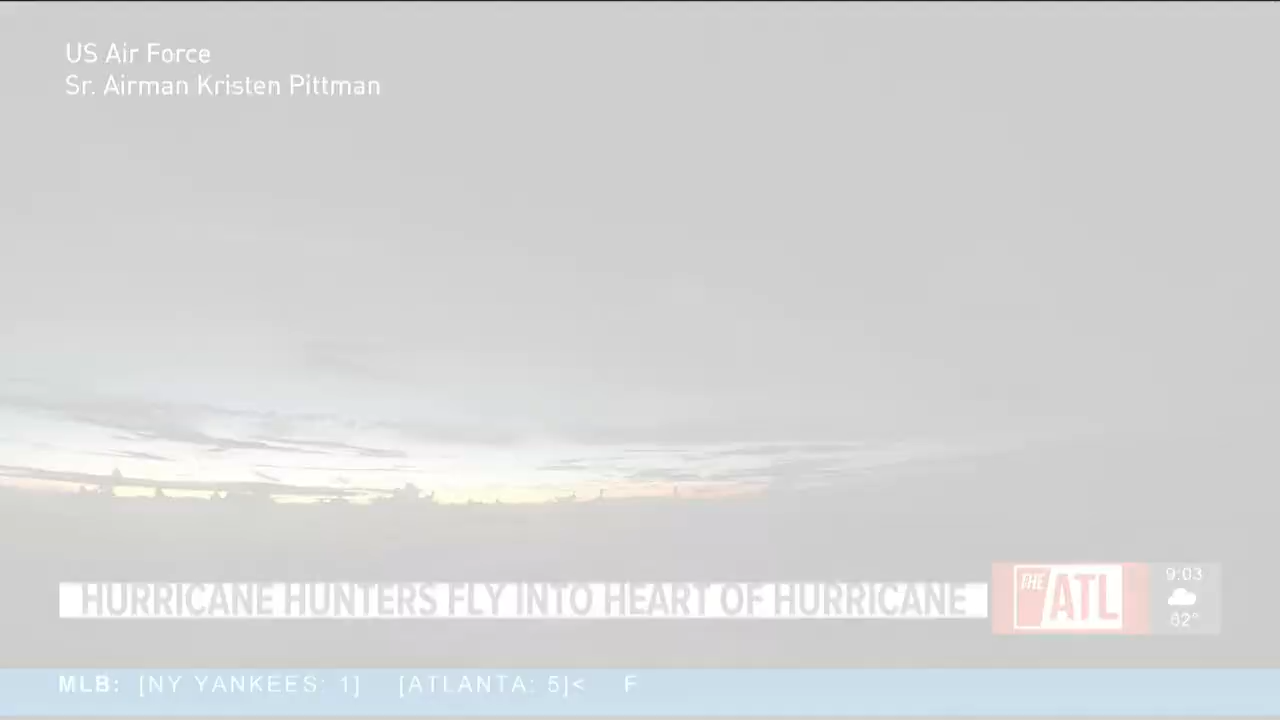 US Air Force
Sr. Airman Kristen Pittman
HURRICANE HUNTERS FLY INTO HEART OF HURRICANE
THE
ATL
9:03
82°
MLB: [NY YANKEES: 1] [ATLANTA: 5]< F